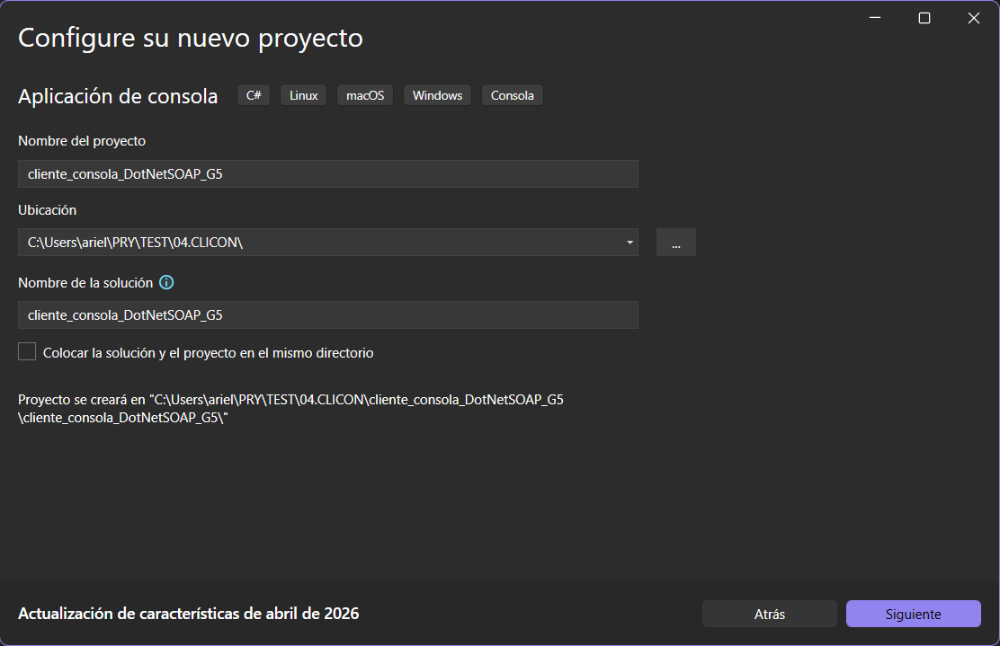 Configure su nuevo proyecto
Aplicación de consola C# Linux macOS Windows Consola
Nombre del proyecto
cliente_consola_DotNetSOAP_G5
Ubicación
C:\Users\ariel\PRY\TEST\04.CLICON\
...
Nombre de la solución
cliente_consola_DotNetSOAP_G5
Colocar la solución y el proyecto en el mismo directorio
Proyecto se creará en "C:\Users\ariel\PRY\TEST\04.CLICON\cliente_consola_DotNetSOAP_G5
\cliente_consola_DotNetSOAP_G5\"
Actualización de características de abril de 2026
Atrás
Siguiente